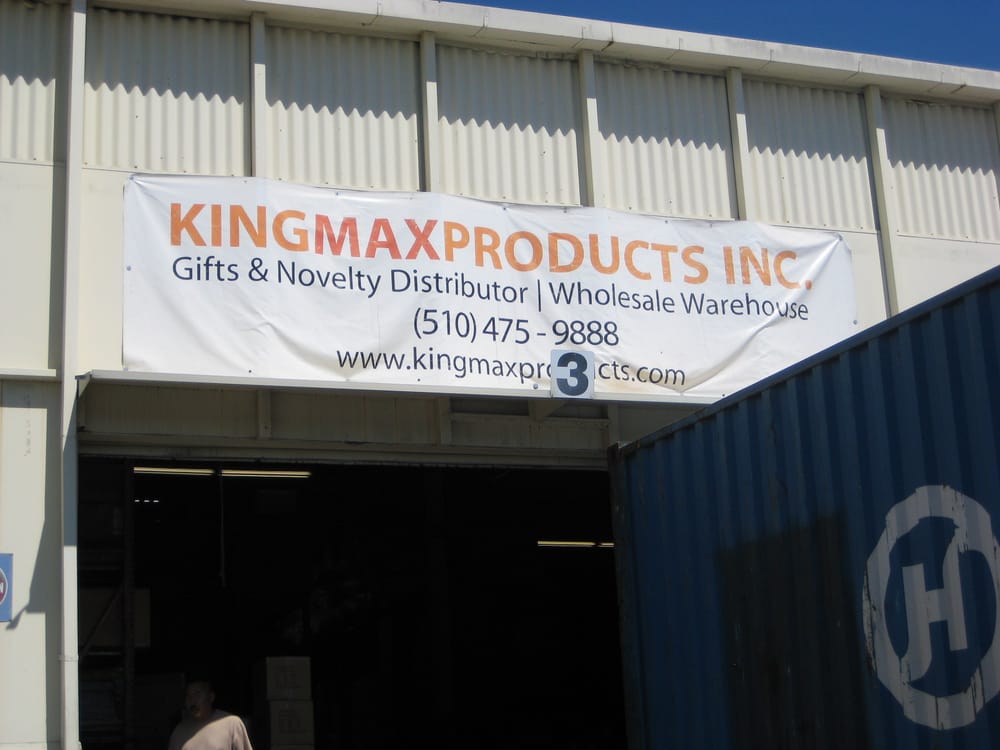 KINGMAXPRODUCTS INC.
Gifts & Novelty Distributor | Wholesale Warehouse
(510) 475 - 9888
www.kingmaxpro cts.com
3
H